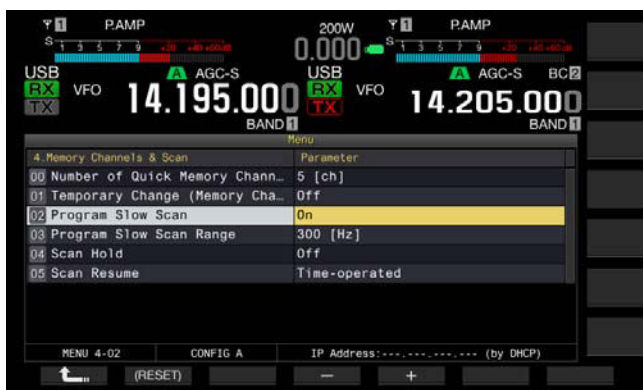 1 P.AMP 200W 1 P.AMP
S 1 3 5 7 9 +20 +40 +60dB 0.000 S 1 3 5 7 9 +20 +40 +60dB
USB A AGC-S USB A AGC-S BC2
RX VFO 14.195.000 RX VFO 14.205.000
TX TX
BAND 1 BAND 1
Menu
4.Memory Channels & Scan Parameter
00 Number of Quick Memory Chann… 5 [ch]
01 Temporary Change (Memory Cha… Off
02 Program Slow Scan On
03 Program Slow Scan Range 300 [Hz]
04 Scan Hold Off
05 Scan Resume Time-operated
MENU 4-02 CONFIG A IP Address:---.---.---.--- (by DHCP)
(RESET) − +